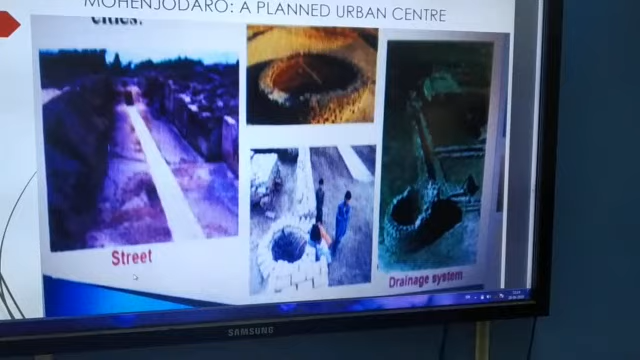 MOHENJODARO: A PLANNED URBAN CENTRE
cities.
Street
Drainage system
SAMSUNG